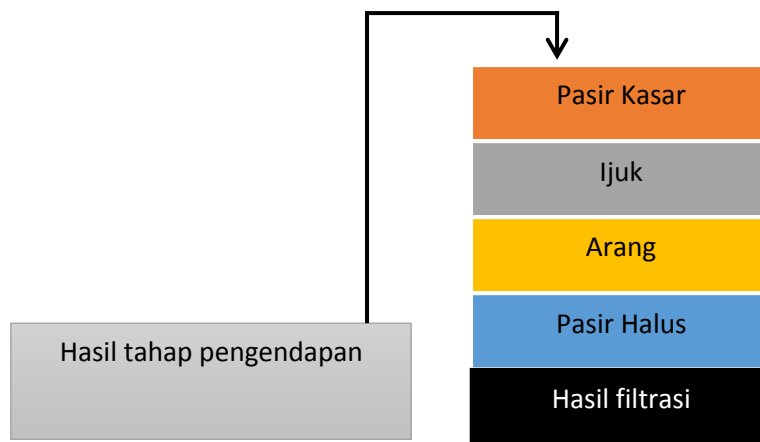 Pasir Kasar
Ijuk
Arang
Pasir Halus
Hasil tahap pengendapan
Hasil filtrasi